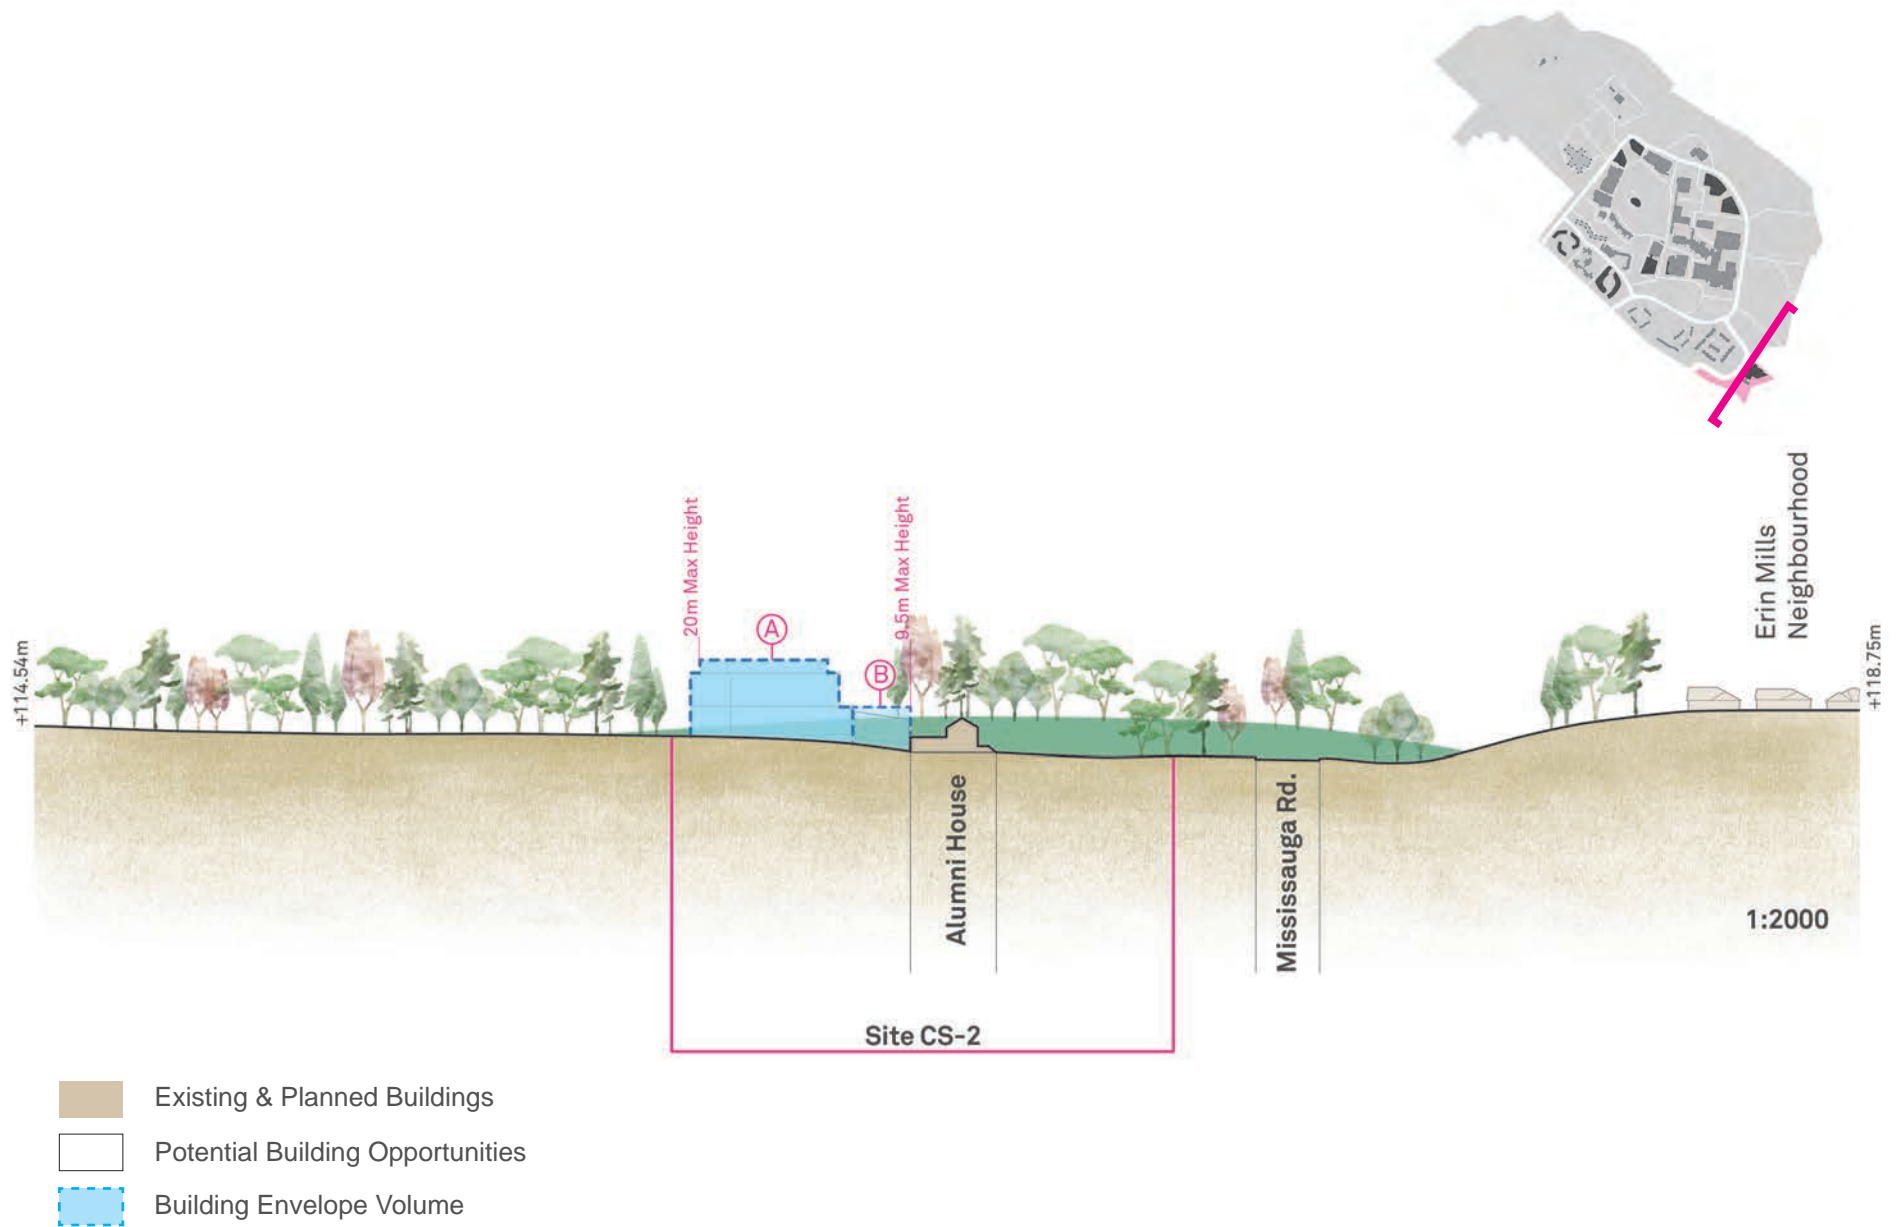 Erin Mills
Neighbourhood
20m Max Height
9.5m Max Height
A
B
+114.54m
+118.75m
Alumni House
Mississauga Rd.
1:2000
Site CS-2
Existing & Planned Buildings
Potential Building Opportunities
Building Envelope Volume